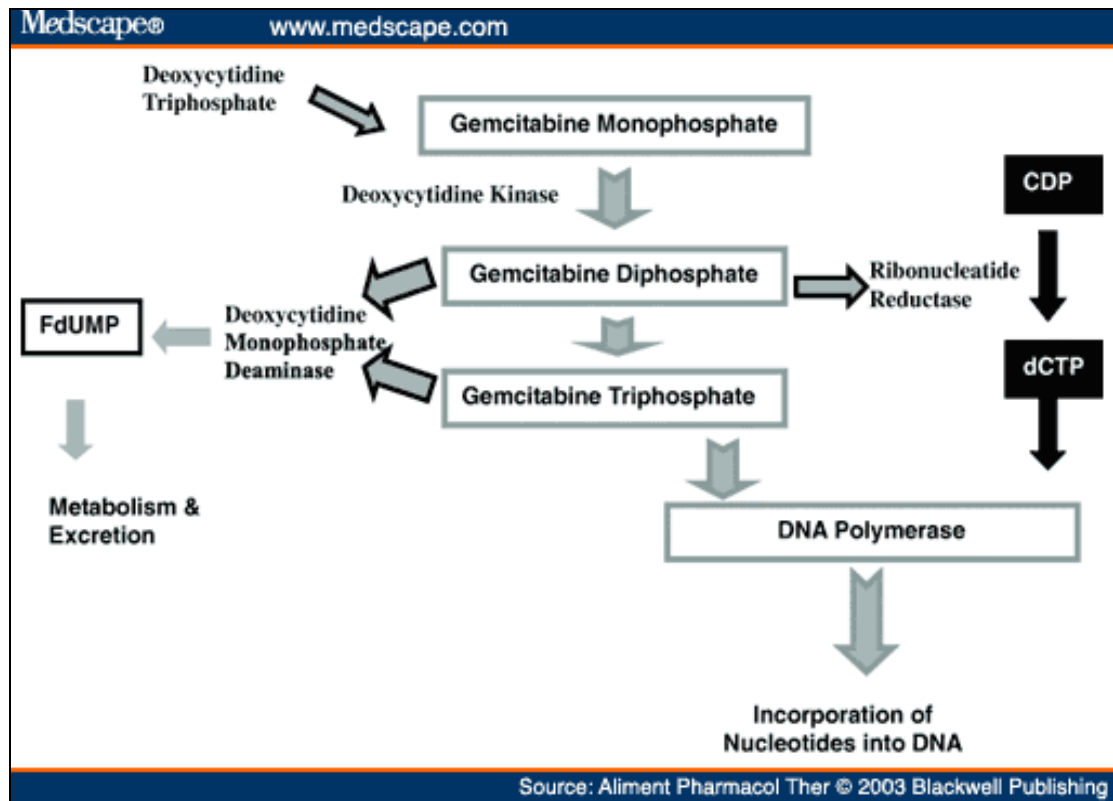 Medscape® www.medscape.com
Deoxycytidine
Triphosphate
Gemcitabine Monophosphate
Deoxycytidine Kinase
CDP
Gemcitabine Diphosphate
Ribonucleatide
Reductase
FdUMP
Deoxycytidine
Monophosphate
Deaminase
dCTP
Gemcitabine Triphosphate
Metabolism &
Excretion
DNA Polymerase
Incorporation of
Nucleotides into DNA
Source: Aliment Pharmacol Ther © 2003 Blackwell Publishing